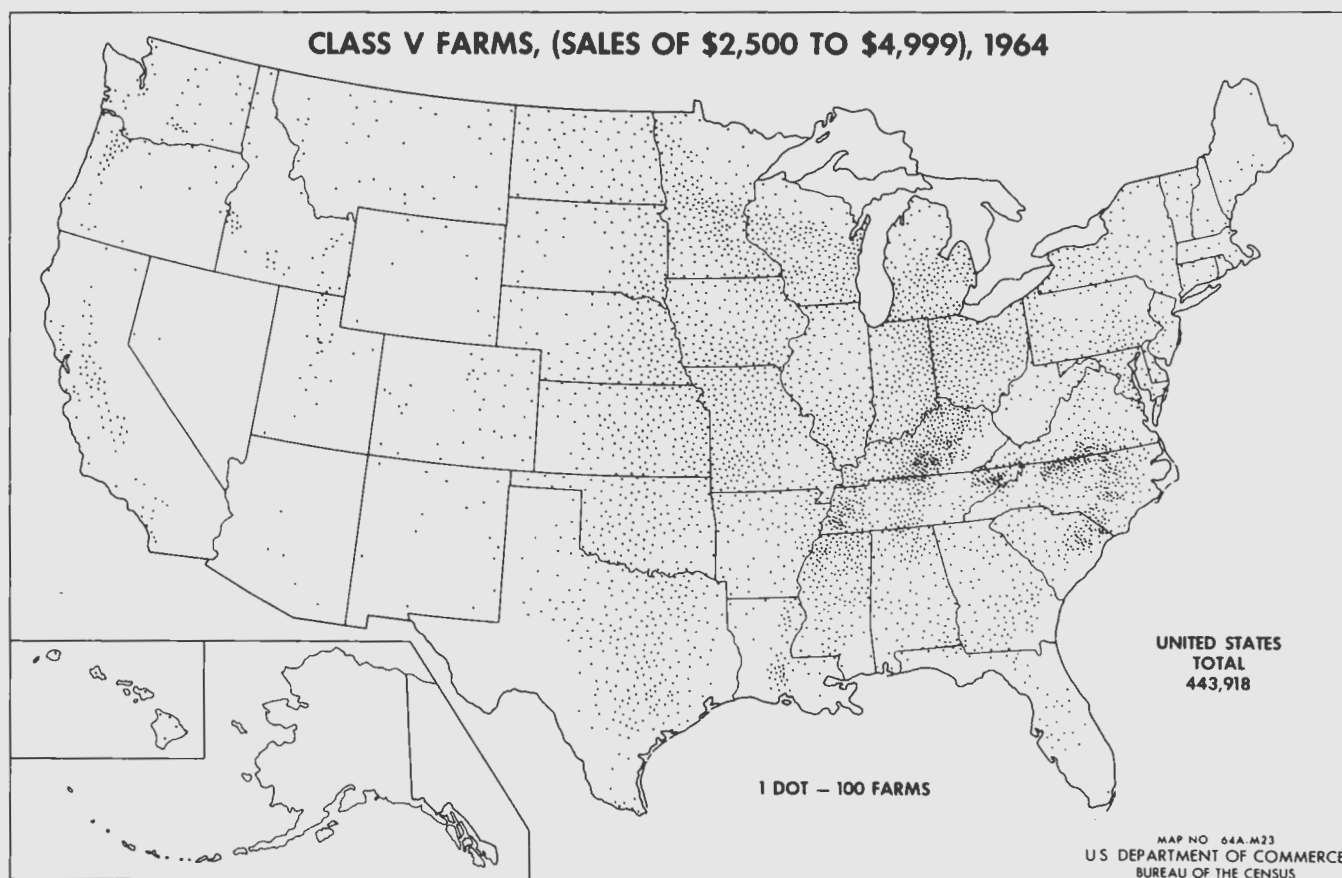 CLASS V FARMS, (SALES OF $2,500 TO $4,999), 1964
UNITED STATES
TOTAL
443,918
1 DOT – 100 FARMS
MAP NO 64A-M23
U S DEPARTMENT OF COMMERCE
BUREAU OF THE CENSUS